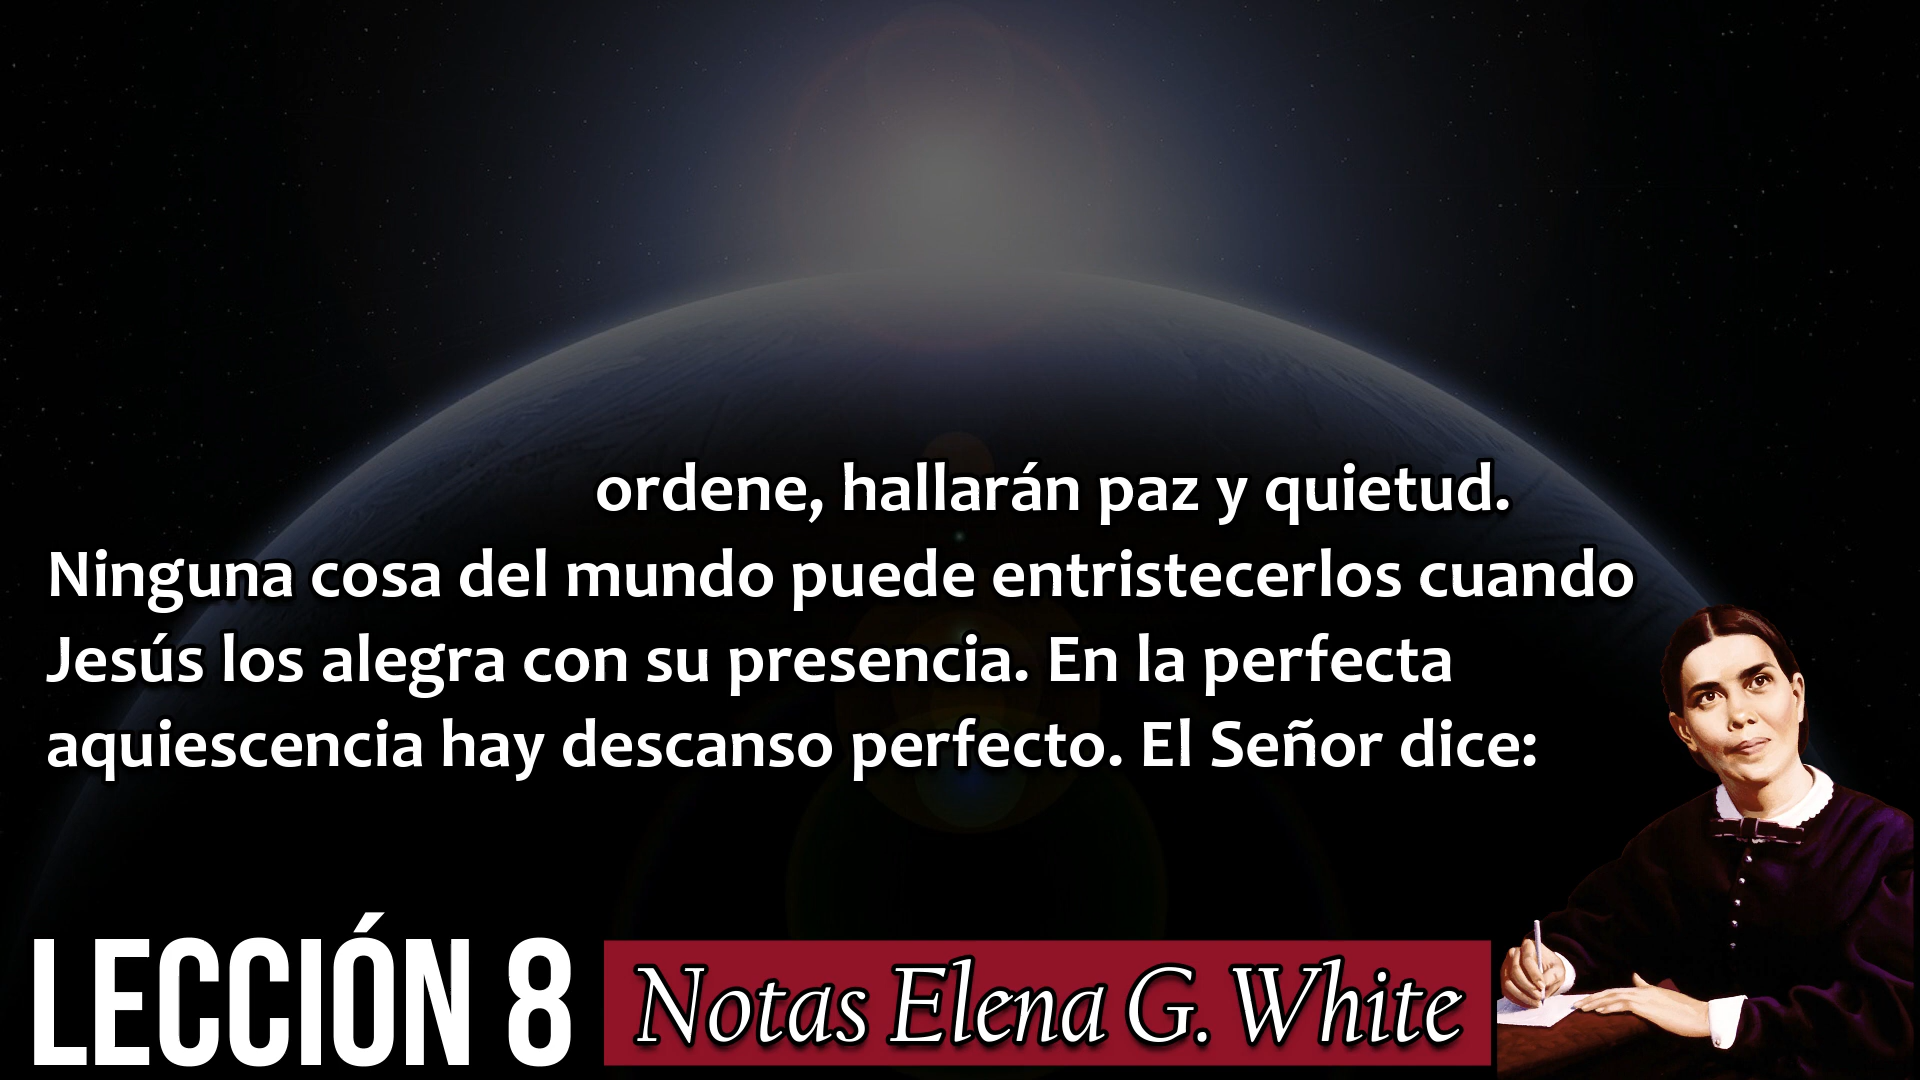 ordene, hallarán paz y quietud.
Ninguna cosa del mundo puede entristecerlos cuando
Jesús los alegra con su presencia. En la perfecta
aquiescencia hay descanso perfecto. El Señor dice:
LECCIÓN 8
Notas Elena G. White